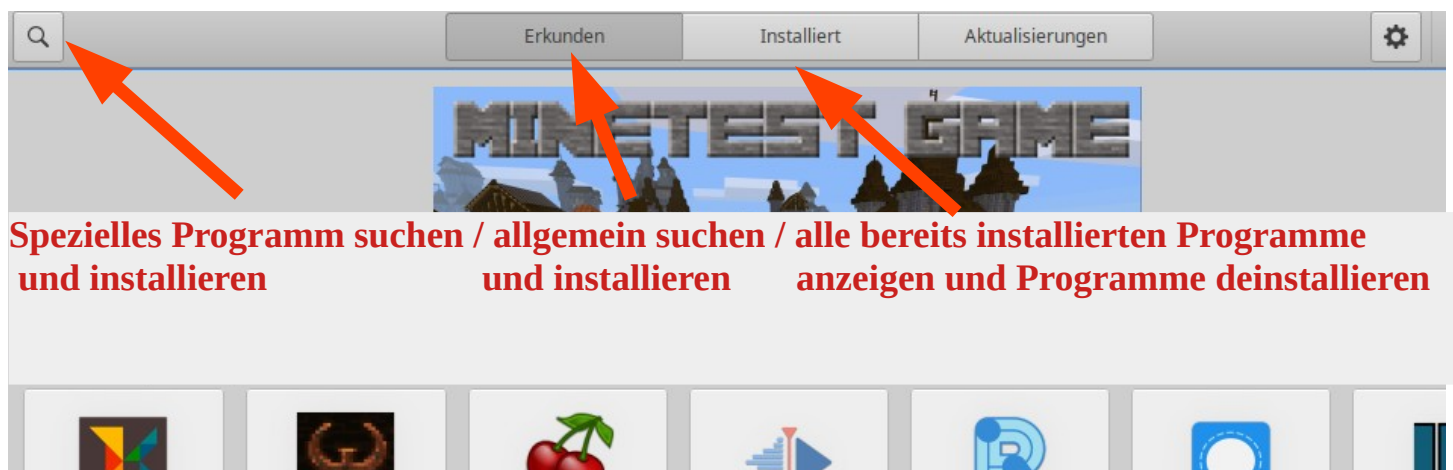 Erkunden Installiert Aktualisierungen
MINETEST GAME
4
Spezielles Programm suchen / allgemein suchen / alle bereits installierten Programme
und installieren und installieren anzeigen und Programme deinstallieren